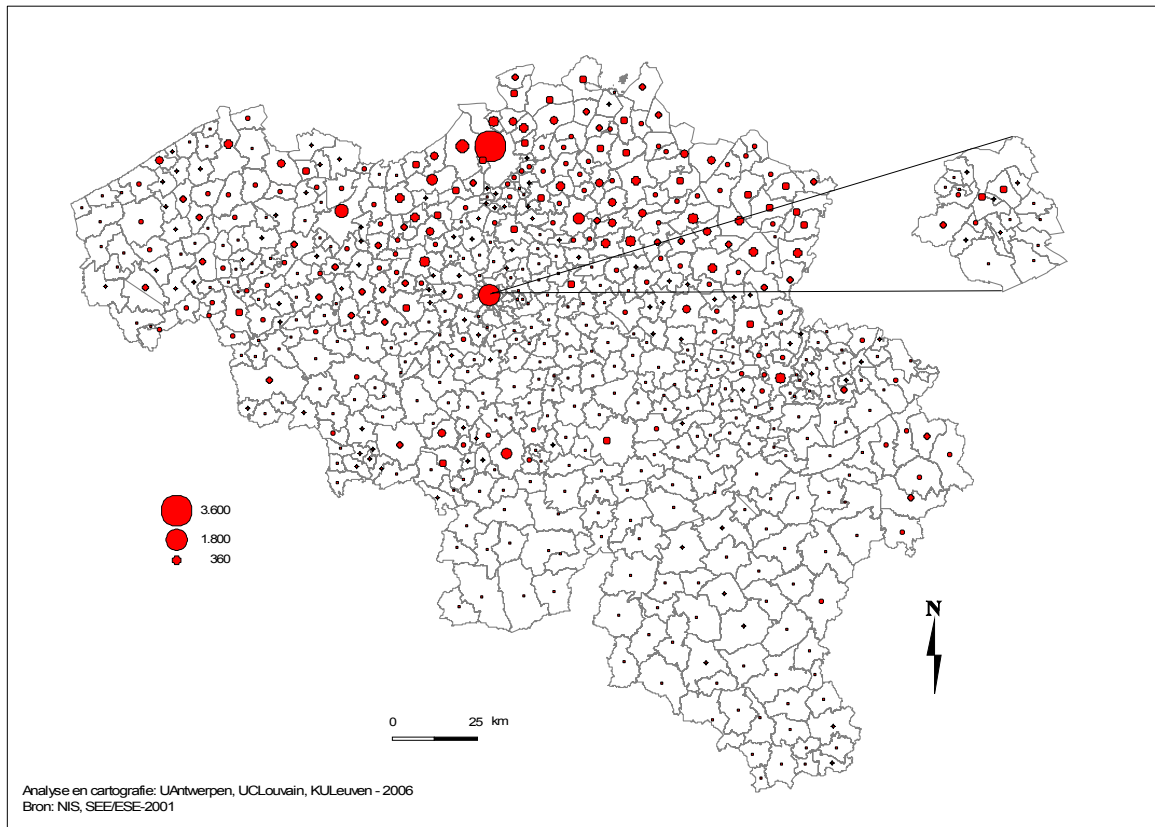 3.600
1.800
360
N
0 25 km
Analyse en cartografie: UAntwerpen, UCLouvain, KULeuven - 2006
Bron: NIS, SEE/ESE-2001